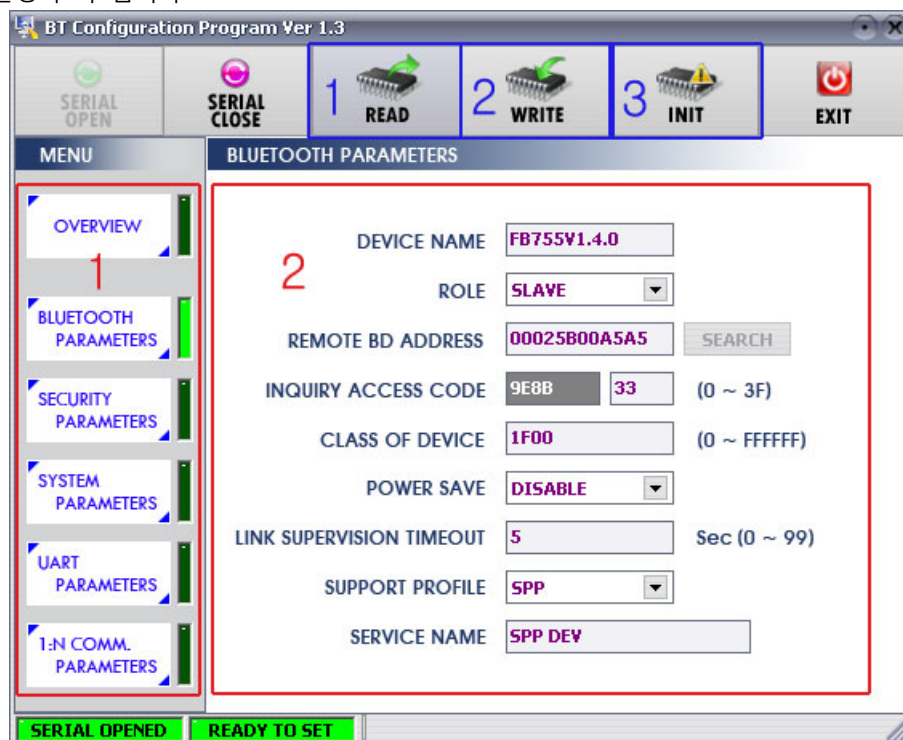 BT Configuration Program Ver 1.3
SERIAL OPEN
SERIAL CLOSE
1 READ
2 WRITE
3 INIT
EXIT
MENU
BLUETOOTH PARAMETERS
OVERVIEW
1
BLUETOOTH
PARAMETERS
SECURITY
PARAMETERS
SYSTEM
PARAMETERS
UART
PARAMETERS
1:N COMM.
PARAMETERS
2
DEVICE NAME FB755V1.4.0
ROLE SLAVE
REMOTE BD ADDRESS 00025B00A5A5 SEARCH
INQUIRY ACCESS CODE 9E8B 33 (0 ~ 3F)
CLASS OF DEVICE 1F00 (0 ~ FFFFFF)
POWER SAVE DISABLE
LINK SUPERVISION TIMEOUT 5 Sec (0 ~ 99)
SUPPORT PROFILE SPP
SERVICE NAME SPP DEV
SERIAL OPENED READY TO SET